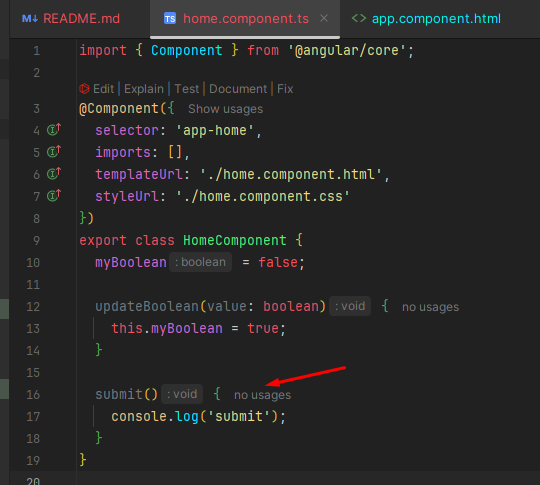 README.md home.component.ts app.component.html
1 import { Component } from '@angular/core';
2
Edit | Explain | Test | Document | Fix
3 @Component({ Show usages
4 selector: 'app-home',
5 imports: [],
6 templateUrl: './home.component.html',
7 styleUrl: './home.component.css'
8 })
9 export class HomeComponent {
10 myBoolean : boolean = false;
11
12 updateBoolean(value: boolean) : void { no usages
13 this.myBoolean = true;
14 }
15
16 submit() : void { no usages
17 console.log('submit');
18 }
19 }
20